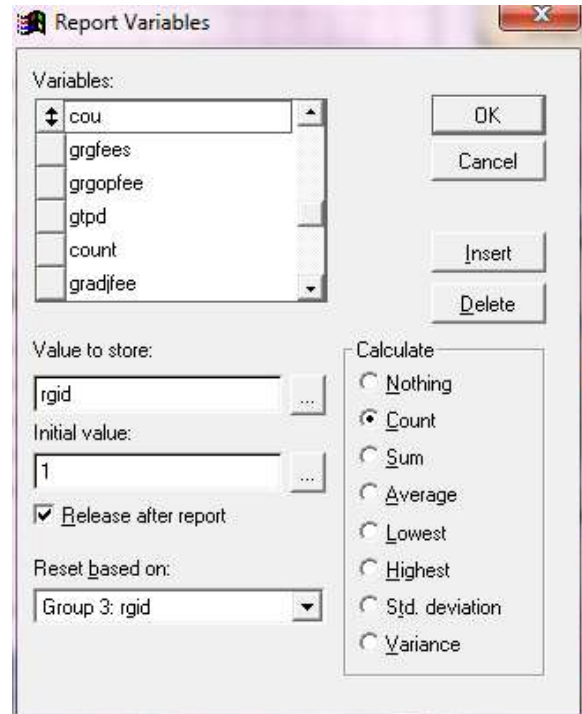 Report Variables
X
Variables:
cou
grgfees
grgopfee
gtpd
count
gradjfee
OK
Cancel
Insert
Delete
Value to store:
rgid
...
Initial value:
1
...
Release after report
Reset based on:
Group 3: rgid
Calculate
Nothing
Count
Sum
Average
Lowest
Highest
Std. deviation
Variance